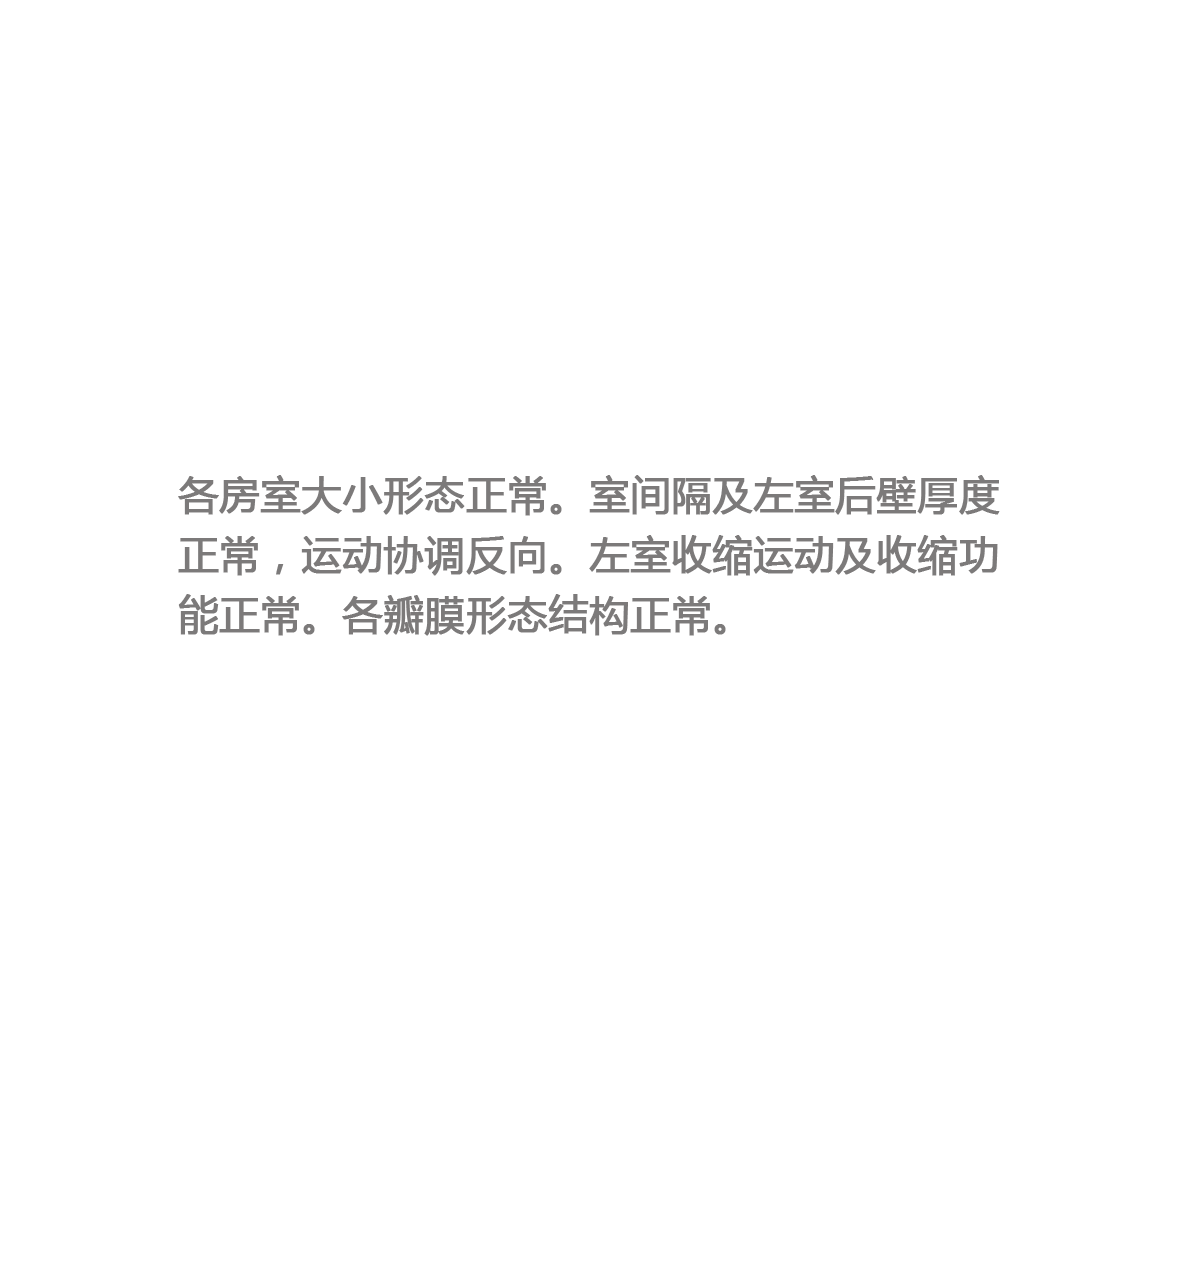 各房室大小形态正常。室间隔及左室后壁厚度
正常，运动协调反向。左室收缩运动及收缩功
能正常。各瓣膜形态结构正常。